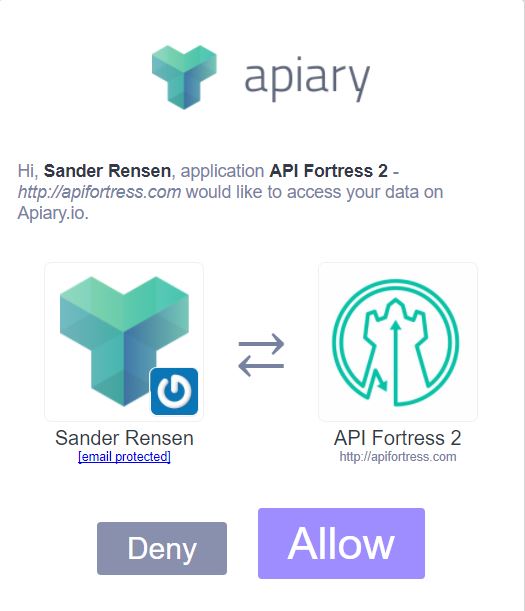 apiary
Hi, Sander Rensen, application API Fortress 2 -
http://apifortress.com would like to access your data on
Apiary.io.
Sander Rensen
[email protected]
API Fortress 2
http://apifortress.com
Deny
Allow